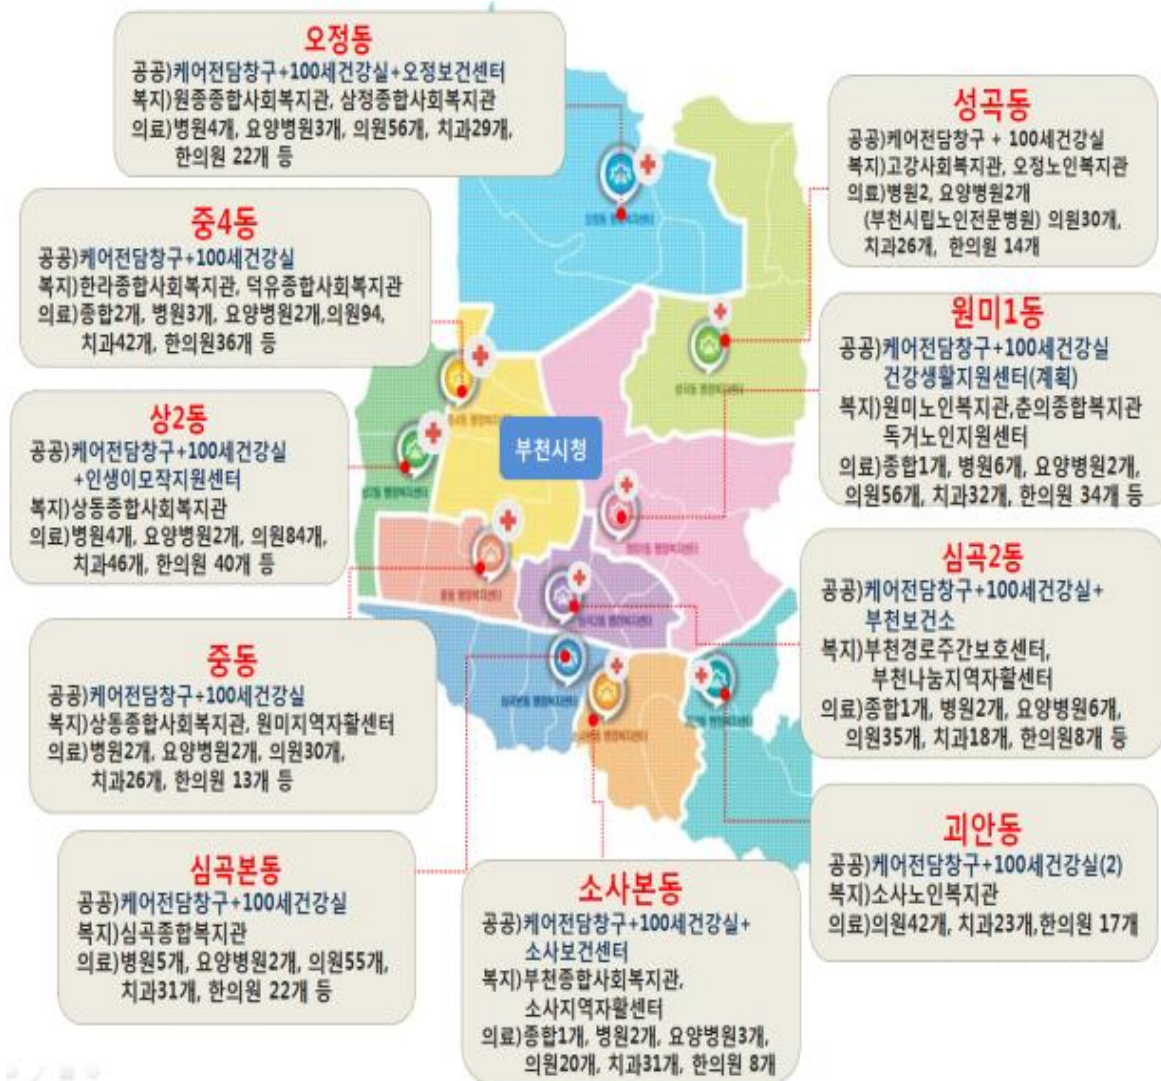 오정동
공공)케어전담창구+100세건강실+오정보건센터
복지)원종종합사회복지관, 삼정종합사회복지관
의료)병원4개, 요양병원3개, 의원56개, 치과29개,
한의원 22개 등
성곡동
공공)케어전담창구 + 100세건강실
복지)고강사회복지관, 오정노인복지관
의료)병원2, 요양병원2개
(부천시립노인전문병원) 의원30개,
치과26개, 한의원 14개
중4동
공공)케어전담창구+100세건강실
복지)한라종합사회복지관, 덕유종합사회복지관
의료)종합2개, 병원3개, 요양병원2개,의원94,
치과42개, 한의원36개 등
원미1동
공공)케어전담창구+100세건강실
건강생활지원센터(계획)
복지)원미노인복지관,춘의종합복지관
독거노인지원센터
의료)종합1개, 병원6개, 요양병원2개,
의원56개, 치과32개, 한의원 34개 등
상2동
공공)케어전담창구+100세건강실
+인생이모작지원센터
복지)상동종합사회복지관
의료)병원4개, 요양병원2개, 의원84개,
치과46개, 한의원 40개 등
부천시청
심곡2동
공공)케어전담창구+100세건강실+
부천보건소
복지)부천경로주간보호센터,
부천나눔지역자활센터
의료)종합1개, 병원2개, 요양병원6개,
의원35개, 치과18개, 한의원8개 등
중동
공공)케어전담창구+100세건강실
복지)상동종합사회복지관, 원미지역자활센터
의료)병원2개, 요양병원2개, 의원30개,
치과26개, 한의원 13개 등
괴안동
공공)케어전담창구+100세건강실(2)
복지)소사노인복지관
의료)의원42개, 치과23개,한의원 17개
심곡본동
공공)케어전담창구+100세건강실
복지)심곡종합복지관
의료)병원5개, 요양병원2개, 의원55개,
치과31개, 한의원 22개 등
소사본동
공공)케어전담창구+100세건강실+
소사보건센터
복지)부천종합사회복지관,
소사지역자활센터
의료)종합1개, 병원2개, 요양병원3개,
의원20개, 치과31개, 한의원 8개